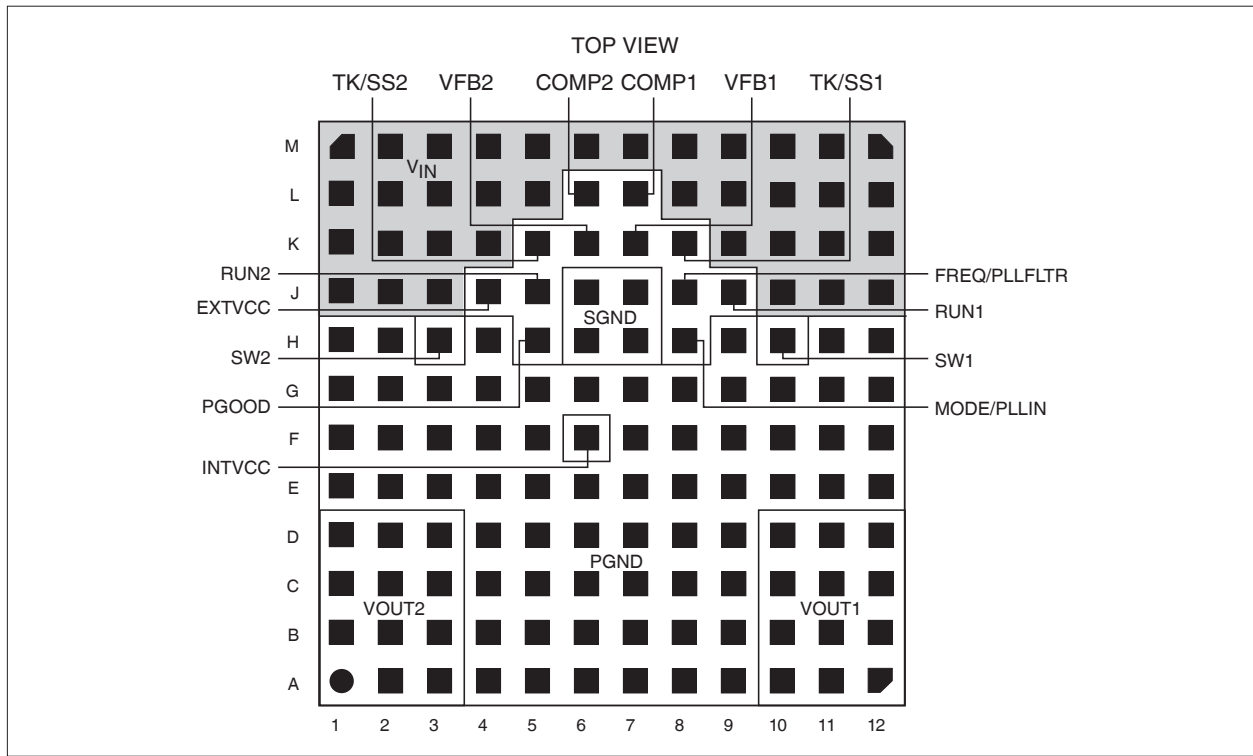 TOP VIEW
TK/SS2 VFB2 COMP2 COMP1 VFB1 TK/SS1
M
VIN
L
K
RUN2 FREQ/PLLFLTR
J
EXTVCC RUN1
SGND
H
SW2 SW1
G
PGOOD MODE/PLLIN
F
INTVCC
E
D
PGND
C
VOUT2 VOUT1
B
A
1 2 3 4 5 6 7 8 9 10 11 12